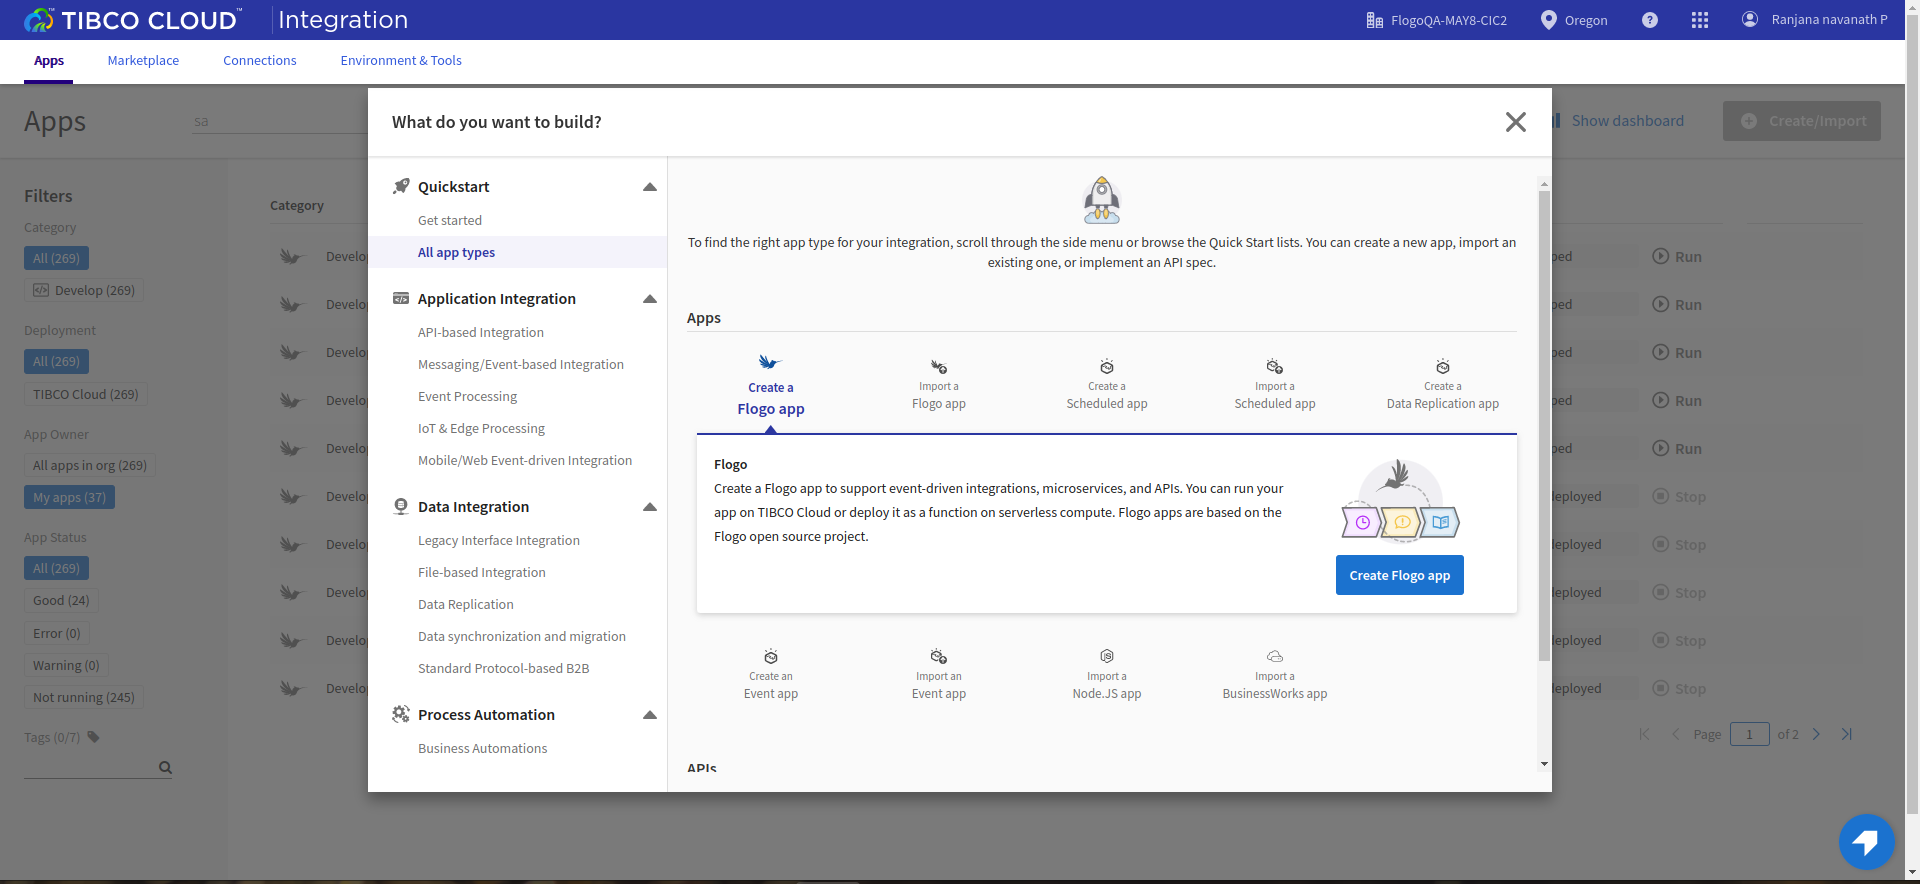 TIBCO CLOUD™ Integration
FlogoQA-MAY8-CIC2
Oregon
?
Ranjana navanath P
Apps
Marketplace
Connections
Environment & Tools
Apps
sa
Show dashboard
Create/Import
Filters
Category
All (269)
Develop (269)
Deployment
All (269)
TIBCO Cloud (269)
App Owner
All apps in org (269)
My apps (37)
App Status
All (269)
Good (24)
Error (0)
Warning (0)
Not running (245)
Tags (0/7)
Category
Develo
Develo
Develo
Develo
Develo
Develo
Develo
Develo
Develo
Develo
What do you want to build?
Quickstart
Get started
All app types
Application Integration
API-based Integration
Messaging/Event-based Integration
Event Processing
IoT & Edge Processing
Mobile/Web Event-driven Integration
Data Integration
Legacy Interface Integration
File-based Integration
Data Replication
Data synchronization and migration
Standard Protocol-based B2B
Process Automation
Business Automations
To find the right app type for your integration, scroll through the side menu or browse the Quick Start lists. You can create a new app, import an
existing one, or implement an API spec.
Apps
Create a
Flogo app
Import a
Flogo app
Create a
Scheduled app
Import a
Scheduled app
Create a
Data Replication app
Flogo
Create a Flogo app to support event-driven integrations, microservices, and APIs. You can run your
app on TIBCO Cloud or deploy it as a function on serverless compute. Flogo apps are based on the
Flogo open source project.
Create Flogo app
Create an
Event app
Import an
Event app
Import a
Node.JS app
Import a
BusinessWorks app
APIs
ped Run
ped Run
ped Run
ped Run
ped Run
eployed Stop
eployed Stop
eployed Stop
eployed Stop
eployed Stop
Page 1 of 2